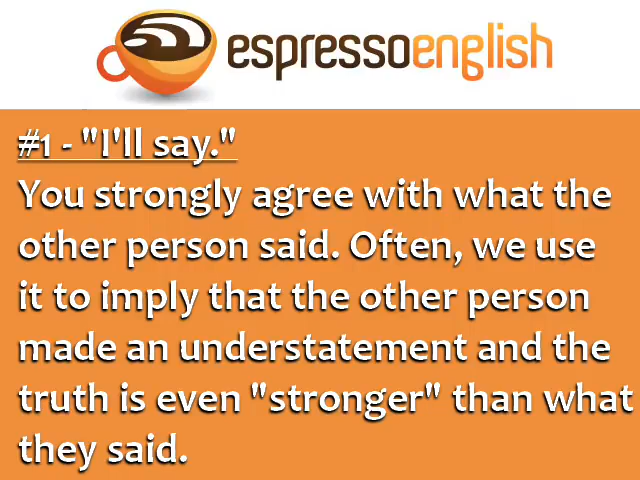 espressoenglish
#1 - "I'll say."
You strongly agree with what the
other person said. Often, we use
it to imply that the other person
made an understatement and the
truth is even "stronger" than what
they said.